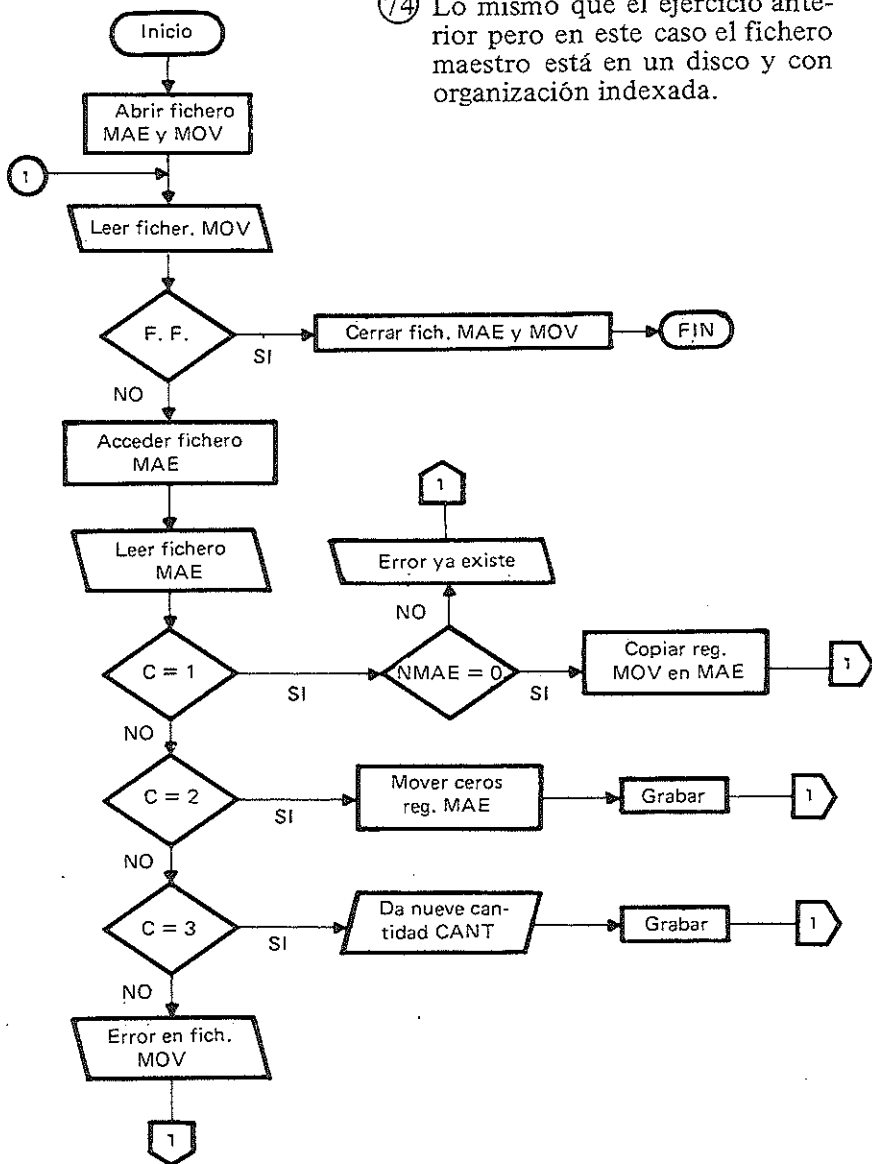 74 Lo mismo que el ejercicio ante-
rior pero en este caso el fichero
maestro está en un disco y con
organización indexada.
Inicio
Abrir fichero
MAE y MOV
1
Leer ficher. MOV
F. F.
SI
Cerrar fich. MAE y MOV
FIN
NO
Acceder fichero
MAE
1
Leer fichero
MAE
Error ya existe
NO
C = 1
SI
NMAE = 0
SI
Copiar reg.
MOV en MAE
1
NO
C = 2
SI
Mover ceros
reg. MAE
Grabar
1
NO
C = 3
SI
Da nueve can-
tidad CANT
Grabar
1
NO
Error en fich.
MOV
1